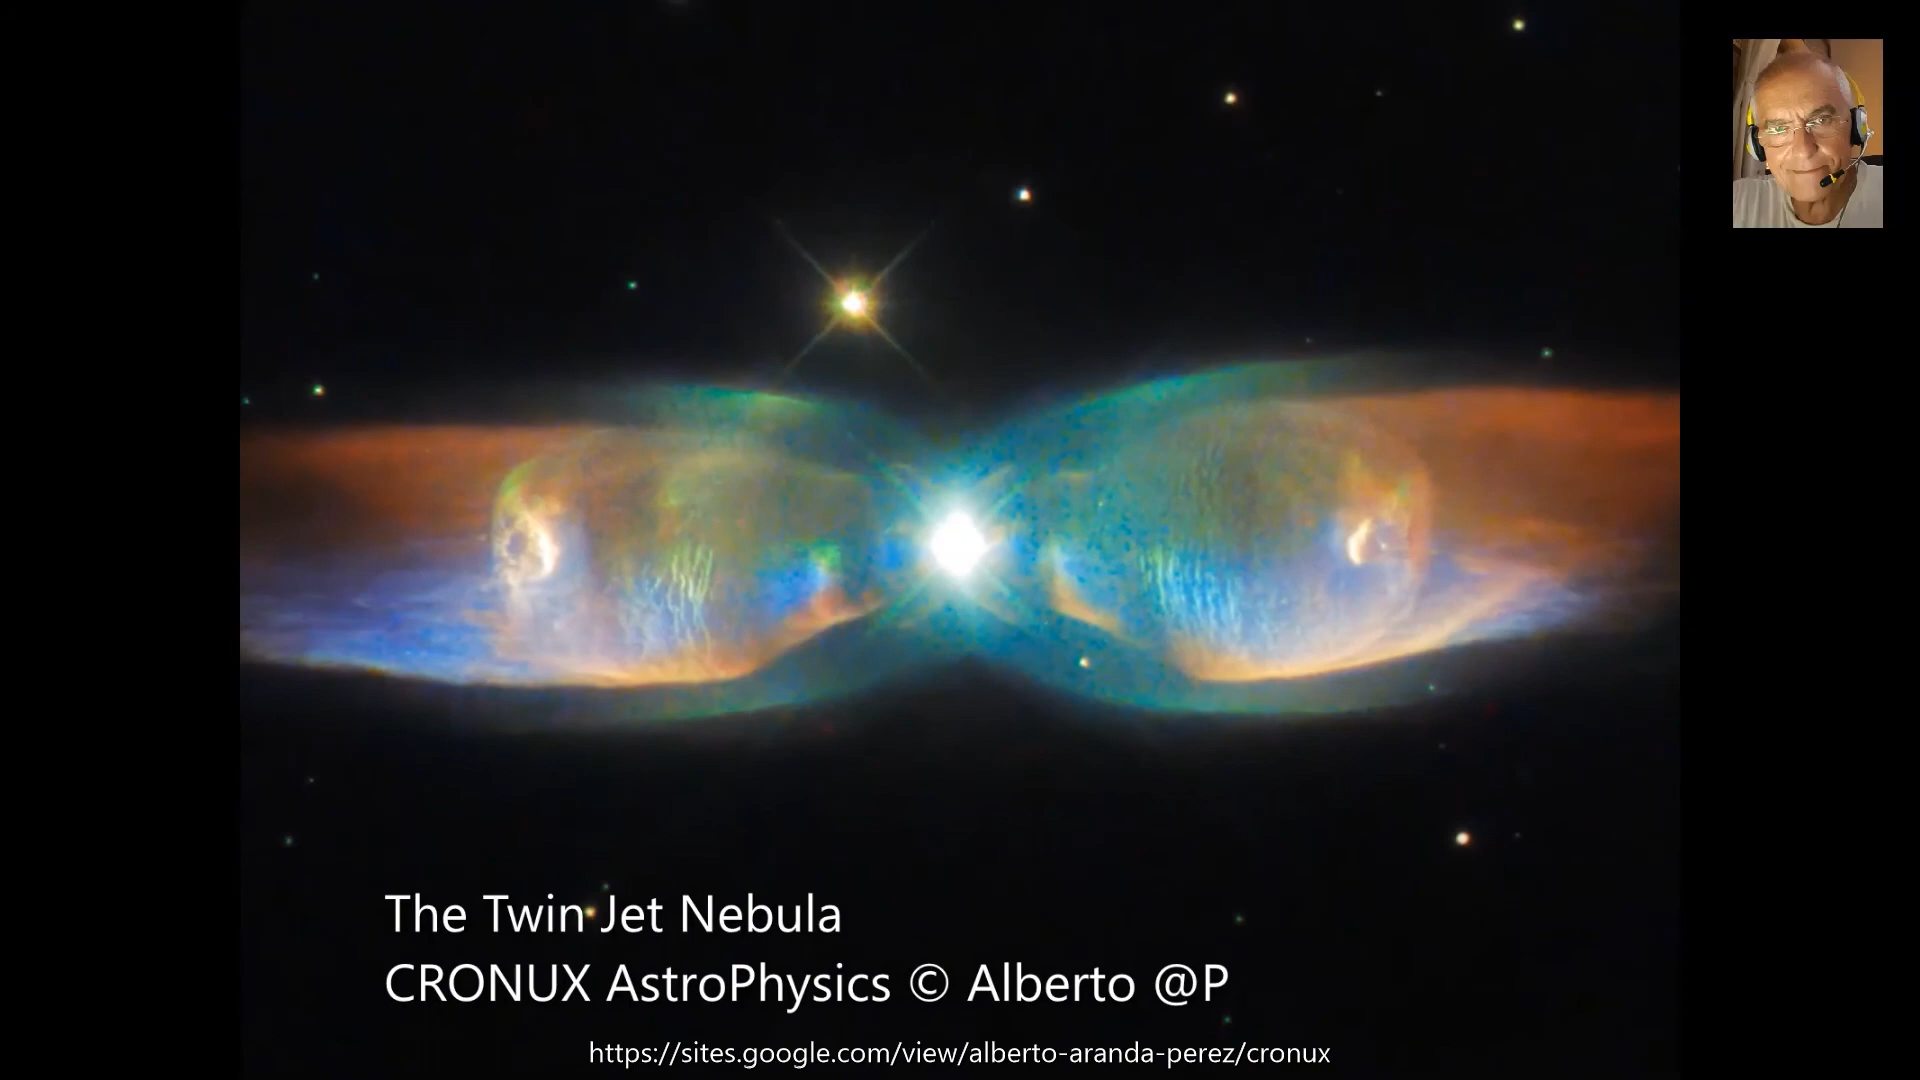 The Twin Jet Nebula
CRONUX AstroPhysics © Alberto @P
https://sites.google.com/view/alberto-aranda-perez/cronux